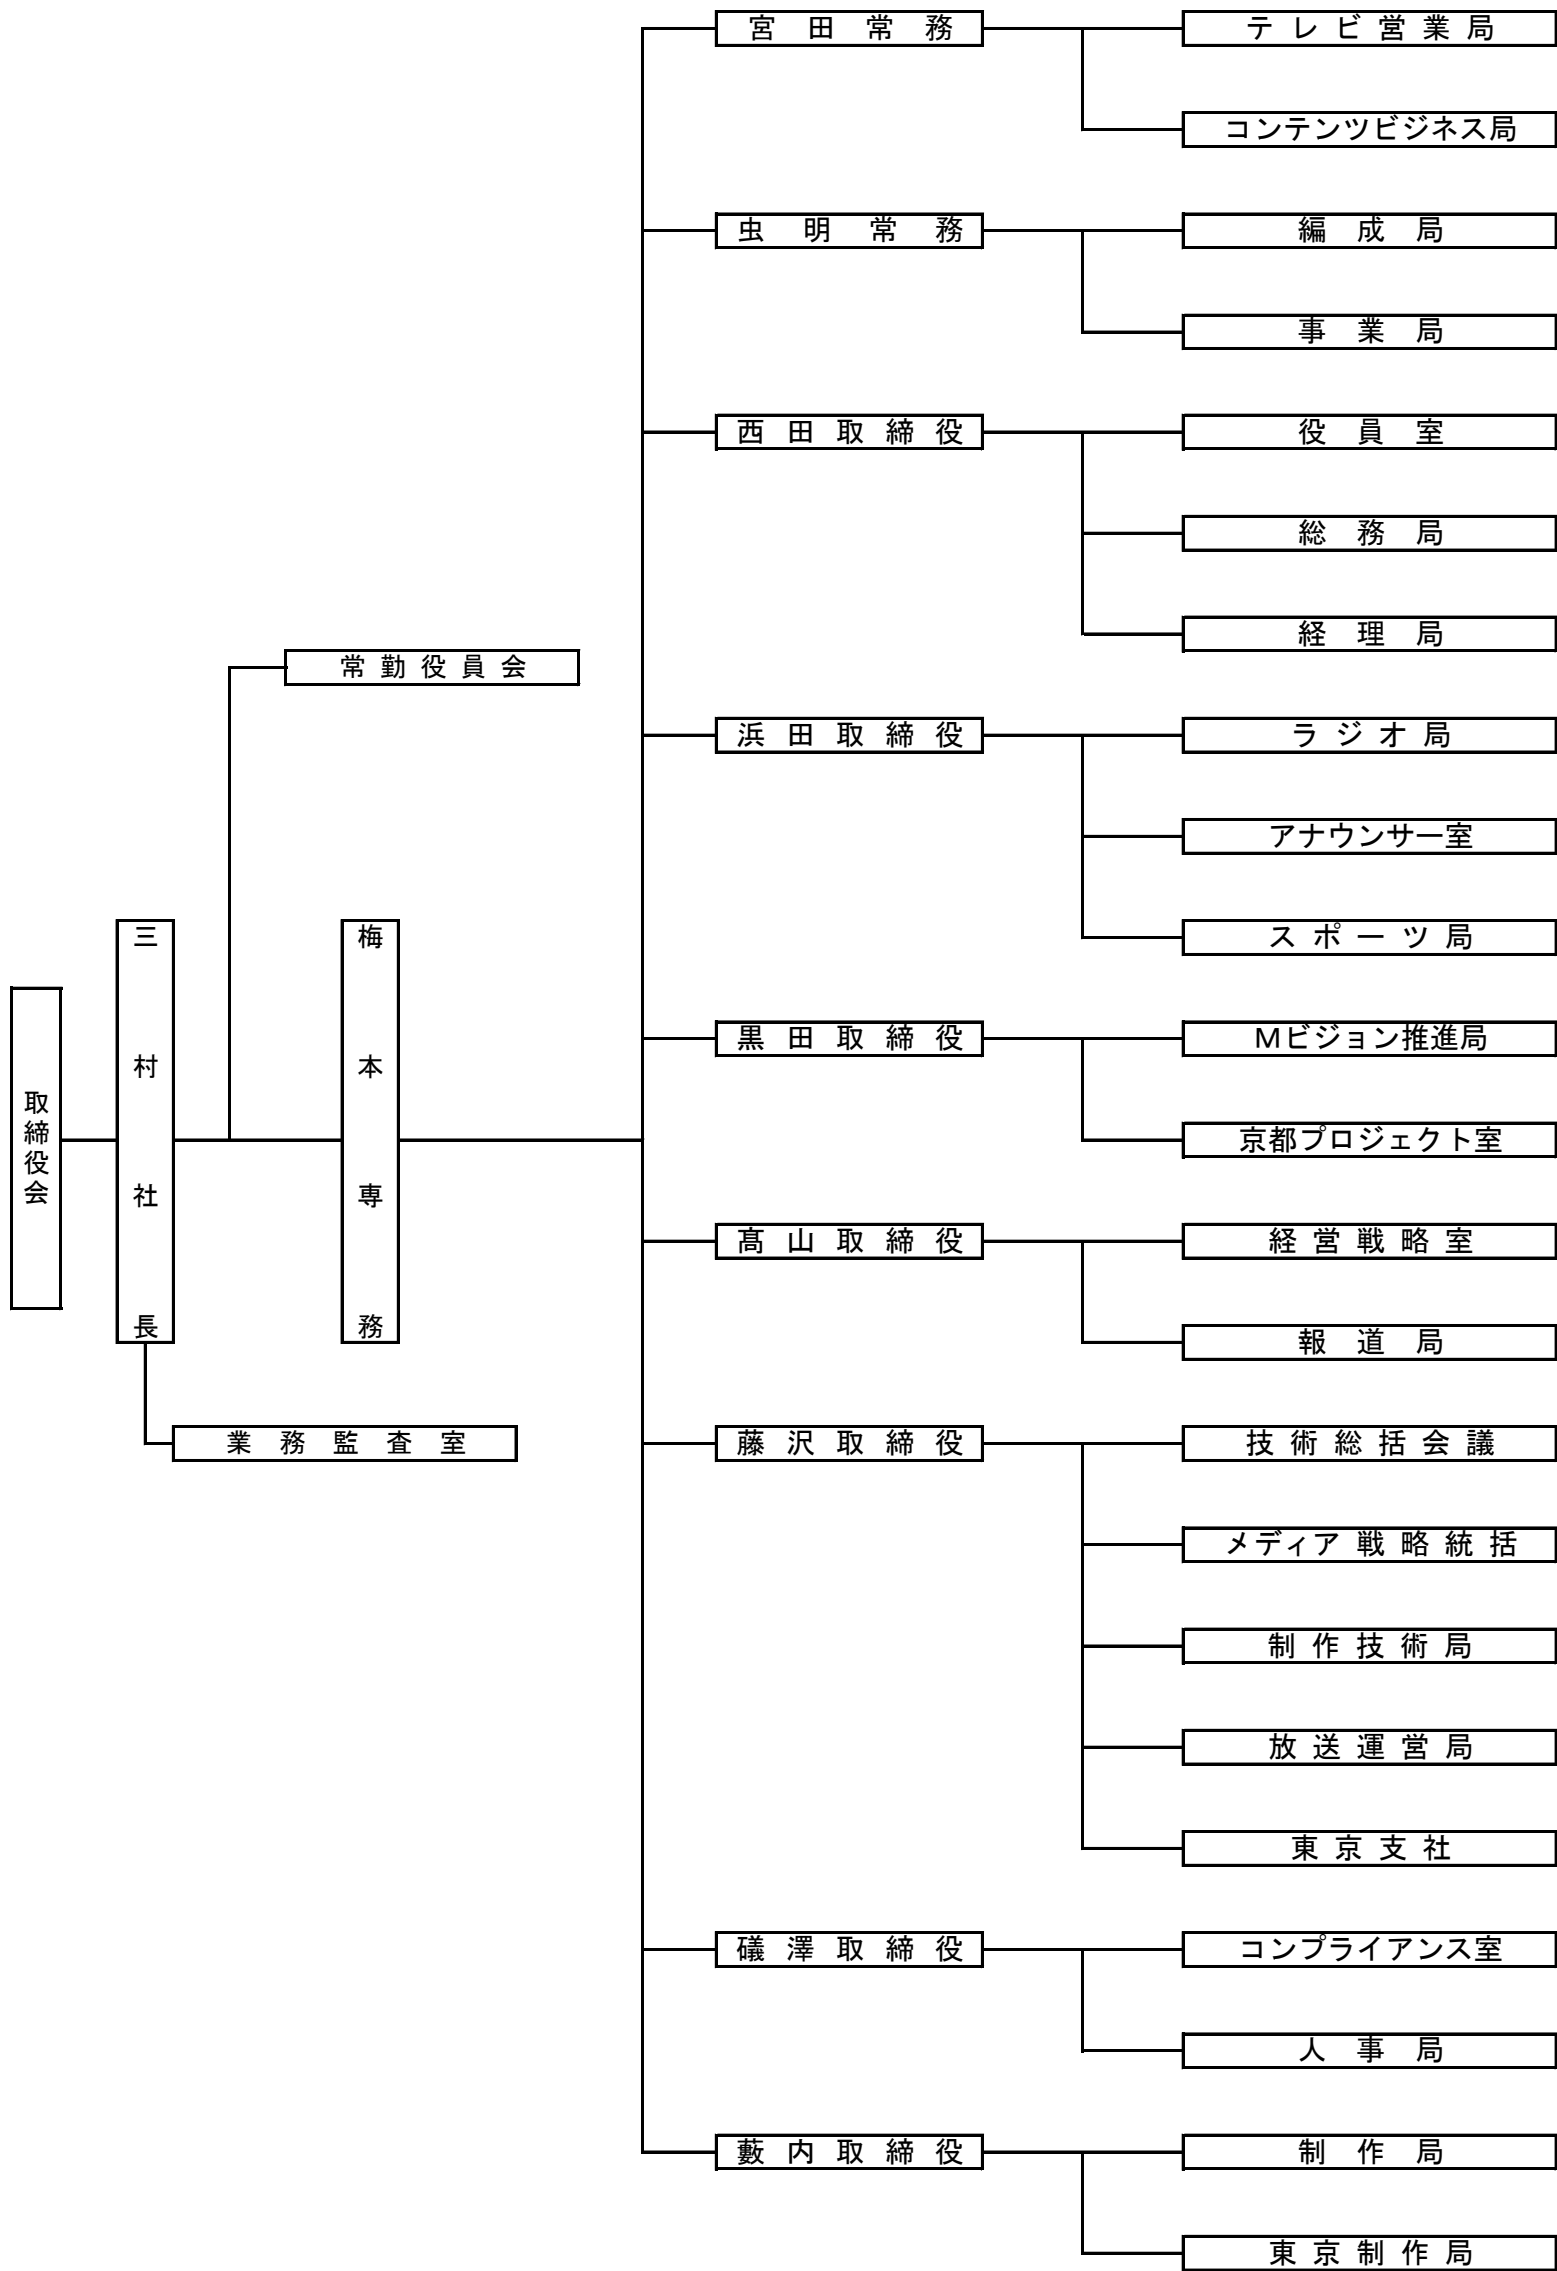 取締役会
三村社長
業務監査室
常勤役員会
梅本専務
宮田常務
テレビ営業局
コンテンツビジネス局
虫明常務
編成局
事業局
西田取締役
役員室
総務局
経理局
浜田取締役
ラジオ局
アナウンサー室
スポーツ局
黒田取締役
Mビジョン推進局
京都プロジェクト室
髙山取締役
経営戦略室
報道局
藤沢取締役
技術総括会議
メディア戦略統括
制作技術局
放送運営局
東京支社
礒澤取締役
コンプライアンス室
人事局
藪内取締役
制作局
東京制作局